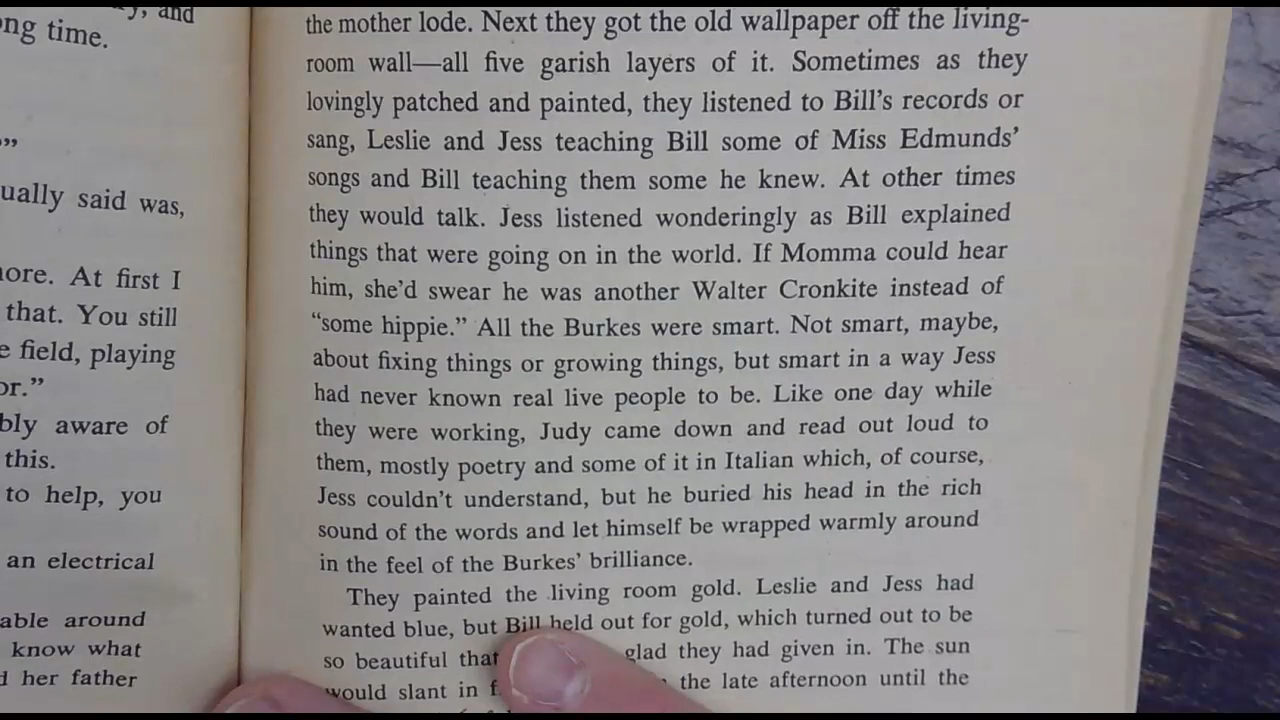 ng time.
”
ually said was,
ore. At first I
that. You still
e field, playing
or.”
bly aware of
this.
to help, you
an electrical
able around
know what
d her father
the mother lode. Next they got the old wallpaper off the living-
room wall—all five garish layers of it. Sometimes as they
lovingly patched and painted, they listened to Bill’s records or
sang, Leslie and Jess teaching Bill some of Miss Edmunds’
songs and Bill teaching them some he knew. At other times
they would talk. Jess listened wonderingly as Bill explained
things that were going on in the world. If Momma could hear
him, she’d swear he was another Walter Cronkite instead of
“some hippie.” All the Burkes were smart. Not smart, maybe,
about fixing things or growing things, but smart in a way Jess
had never known real live people to be. Like one day while
they were working, Judy came down and read out loud to
them, mostly poetry and some of it in Italian which, of course,
Jess couldn’t understand, but he buried his head in the rich
sound of the words and let himself be wrapped warmly around
in the feel of the Burkes’ brilliance.
They painted the living room gold. Leslie and Jess had
wanted blue, but Bill held out for gold, which turned out to be
so beautiful that glad they had given in. The sun
would slant in the late afternoon until the